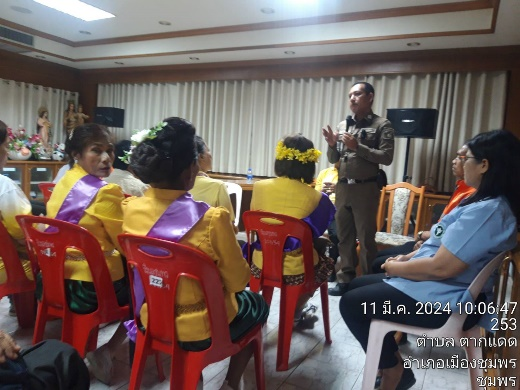 11 มี.ค. 2024 10:06:47
253
ตำบล ตากแดด
อำเภอเมืองชุมพร
ชุมพร